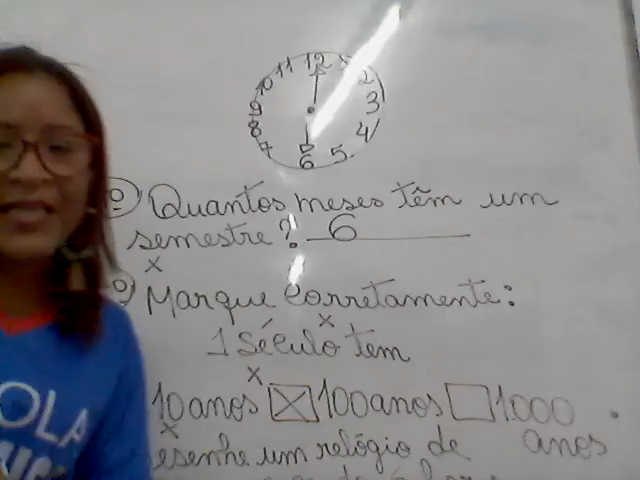 11 12
10 2
9 3
8 4
7 6 5
Quantos meses têm um
semestre? 6
x
Marque corretamente:
x
1 século tem
x
10 anos ☒ 100 anos ☐ 1.000
x
esenhe um relógio de anos
OLA